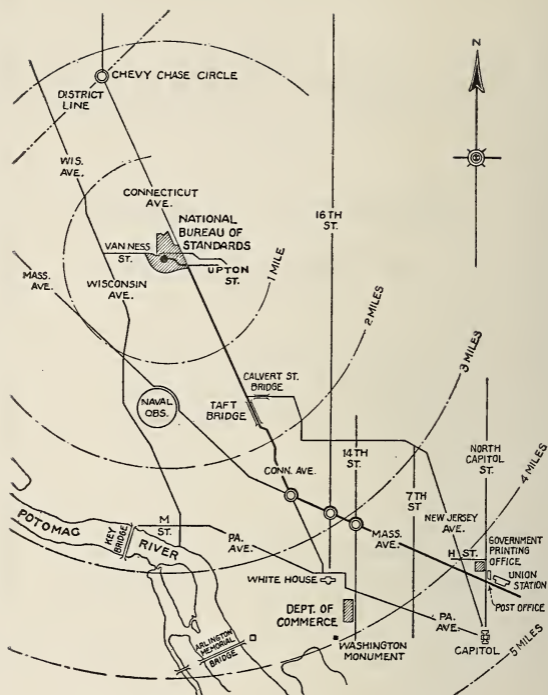 N
CHEVY CHASE CIRCLE
DISTRICT
LINE
WIS.
AVE.
CONNECTICUT
AVE.
16TH
ST.
NATIONAL
BUREAU OF
STANDARDS
VAN NESS
ST.
UPTON
ST.
MASS.
AVE.
WISCONSIN
AVE.
1 MILE
2 MILES
3 MILES
CALVERT ST.
BRIDGE
NAVAL
OBS.
TAFT
BRIDGE
14TH
ST.
NORTH
CAPITOL
ST.
CONN. AVE.
4 MILES
7TH
ST
NEW JERSEY
AVE.
POTOMAC
RIVER
KEY
BRIDGE
M
ST.
PA.
AVE.
MASS.
AVE.
H ST.
GOVERNMENT
PRINTING
OFFICE
UNION
STATION
POST OFFICE
WHITE HOUSE
DEPT. OF
COMMERCE
PA.
AVE.
ARLINGTON
MEMORIAL
BRIDGE
WASHINGTON
MONUMENT
CAPITOL
5 MILES